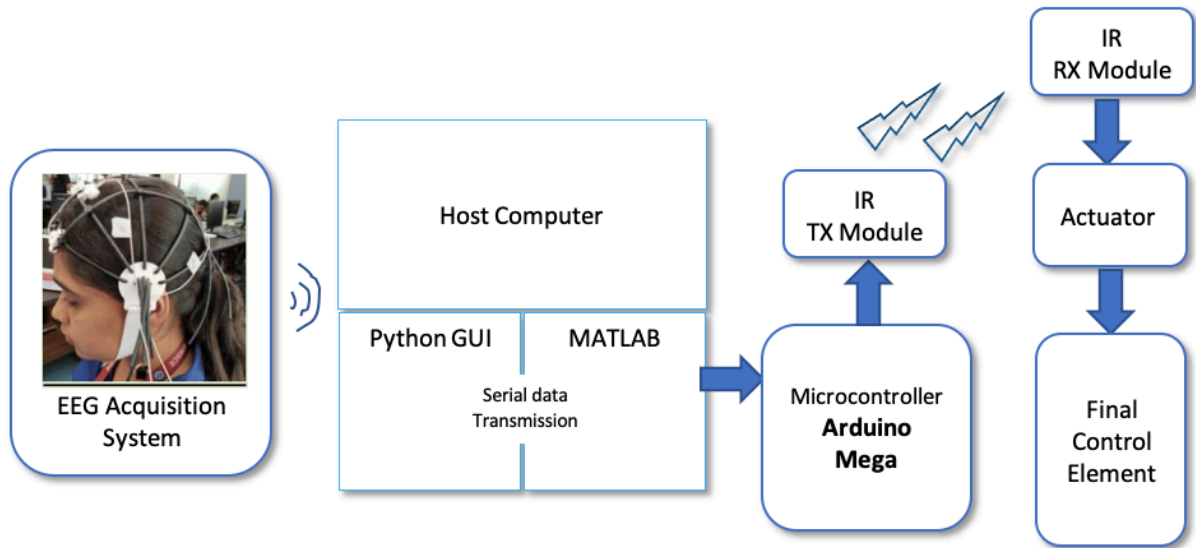 EEG Acquisition
System
Host Computer
Python GUI
MATLAB
Serial data
Transmission
Microcontroller
Arduino
Mega
IR
TX Module
IR
RX Module
Actuator
Final
Control
Element